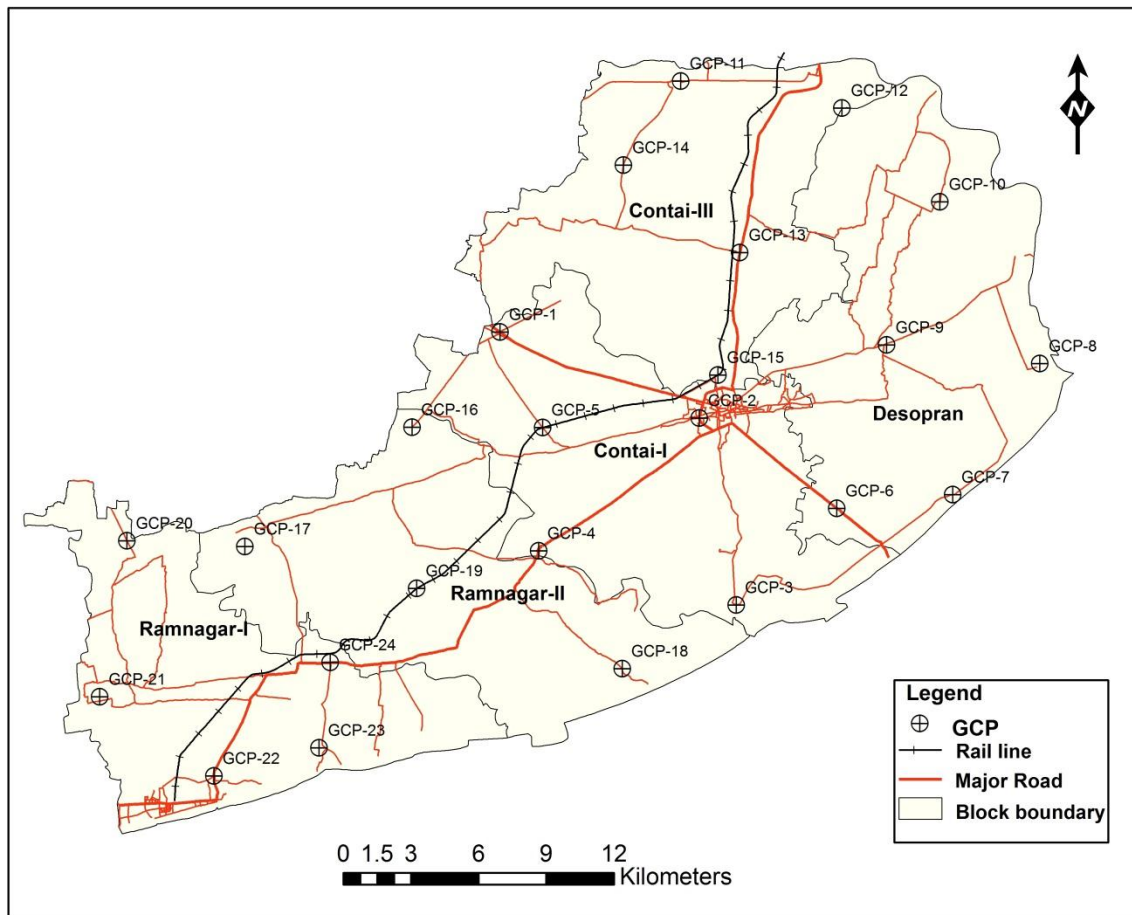 GCP-11
N
GCP-12
GCP-14
GCP-10
Contai-III
GCP-13
GCP-1
GCP-9
GCP-8
GCP-15
GCP-16
GCP-5
GCP-2
Desopran
Contai-I
GCP-6
GCP-7
GCP-20
GCP-17
GCP-4
GCP-19
Ramnagar-II
GCP-3
Ramnagar-I
GCP-24
GCP-18
GCP-21
GCP-23
GCP-22
Legend
GCP
Rail line
Major Road
Block boundary
0 1.5 3 6 9 12
Kilometers